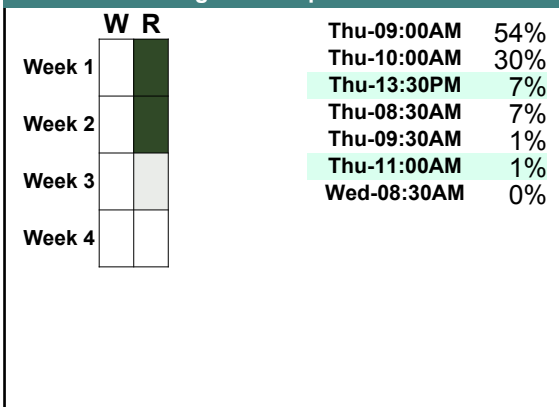 W R
Week 1
Week 2
Week 3
Week 4
Thu-09:00AM 54%
Thu-10:00AM 30%
Thu-13:30PM 7%
Thu-08:30AM 7%
Thu-09:30AM 1%
Thu-11:00AM 1%
Wed-08:30AM 0%